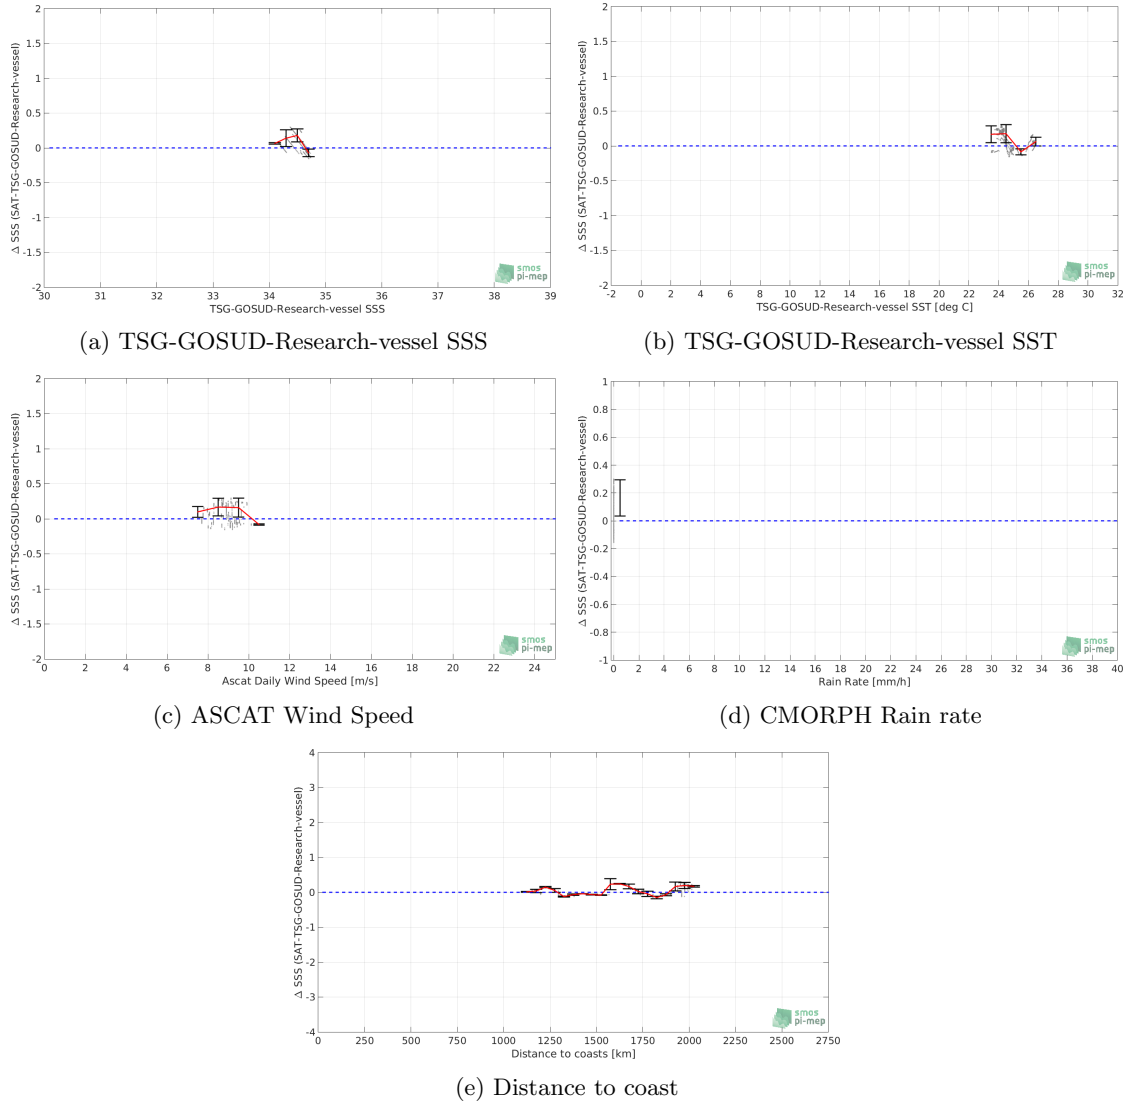 2
1.5
1
0.5
0
-0.5
-1
-1.5
-2
Δ SSS (SAT-TSG-GOSUD-Research-vessel)
30 31 32 33 34 35 36 37 38 39
TSG-GOSUD-Research-vessel SSS
smos
pi-mep
(a) TSG-GOSUD-Research-vessel SSS
2
1.5
1
0.5
0
-0.5
-1
-1.5
-2
Δ SSS (SAT-TSG-GOSUD-Research-vessel)
-2 0 2 4 6 8 10 12 14 16 18 20 22 24 26 28 30 32
TSG-GOSUD-Research-vessel SST [deg C]
smos
pi-mep
(b) TSG-GOSUD-Research-vessel SST
2
1.5
1
0.5
0
-0.5
-1
-1.5
-2
Δ SSS (SAT-TSG-GOSUD-Research-vessel)
0 2 4 6 8 10 12 14 16 18 20 22 24
Ascat Daily Wind Speed [m/s]
smos
pi-mep
(c) ASCAT Wind Speed
1
0.8
0.6
0.4
0.2
0
-0.2
-0.4
-0.6
-0.8
-1
Δ SSS (SAT-TSG-GOSUD-Research-vessel)
0 2 4 6 8 10 12 14 16 18 20 22 24 26 28 30 32 34 36 38 40
Rain Rate [mm/h]
smos
pi-mep
(d) CMORPH Rain rate
4
3
2
1
0
-1
-2
-3
-4
Δ SSS (SAT-TSG-GOSUD-Research-vessel)
0 250 500 750 1000 1250 1500 1750 2000 2250 2500 2750
Distance to coasts [km]
smos
pi-mep
(e) Distance to coast